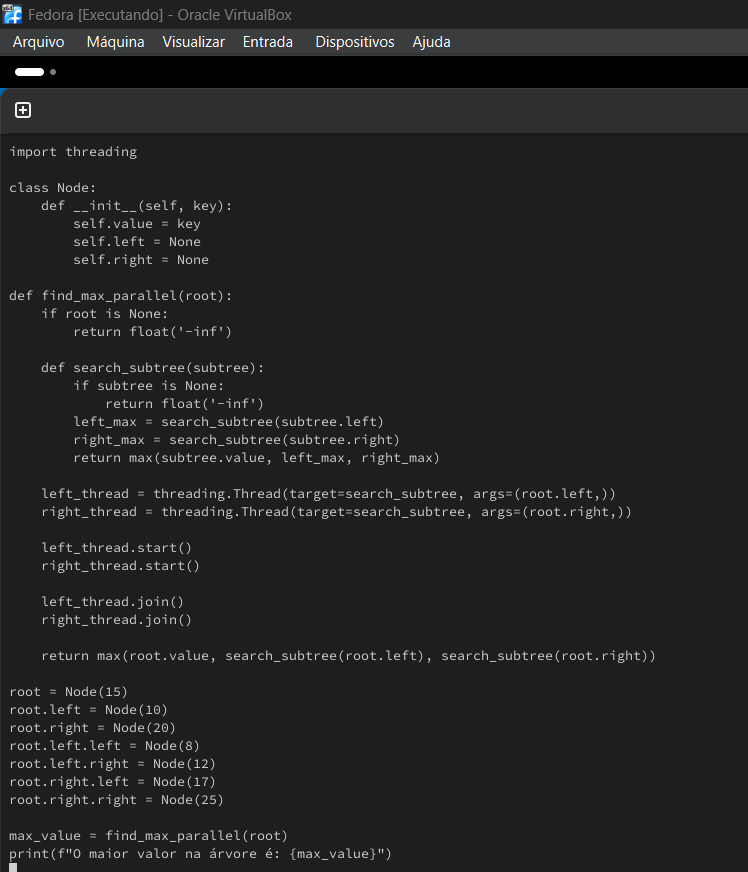 x64
Fedora [Executando] - Oracle VirtualBox
Arquivo Máquina Visualizar Entrada Dispositivos Ajuda
import threading
class Node:
    def __init__(self, key):
        self.value = key
        self.left = None
        self.right = None
def find_max_parallel(root):
    if root is None:
        return float('-inf')
    def search_subtree(subtree):
        if subtree is None:
            return float('-inf')
        left_max = search_subtree(subtree.left)
        right_max = search_subtree(subtree.right)
        return max(subtree.value, left_max, right_max)
    left_thread = threading.Thread(target=search_subtree, args=(root.left,))
    right_thread = threading.Thread(target=search_subtree, args=(root.right,))
    left_thread.start()
    right_thread.start()
    left_thread.join()
    right_thread.join()
    return max(root.value, search_subtree(root.left), search_subtree(root.right))
root = Node(15)
root.left = Node(10)
root.right = Node(20)
root.left.left = Node(8)
root.left.right = Node(12)
root.right.left = Node(17)
root.right.right = Node(25)
max_value = find_max_parallel(root)
print(f"O maior valor na árvore é: {max_value}")